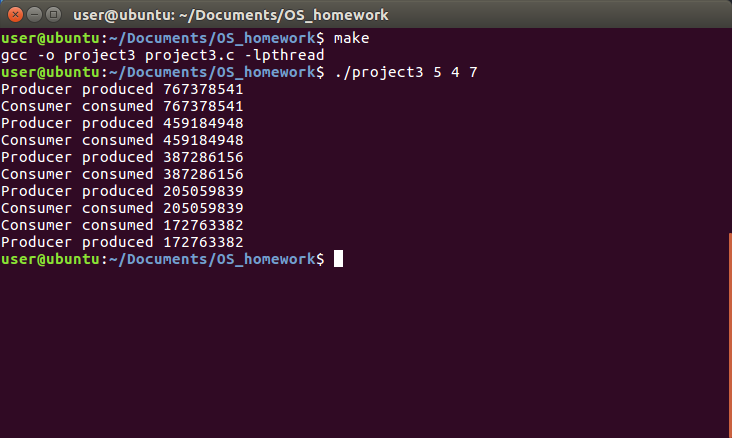 user@ubuntu: ~/Documents/OS_homework
user@ubuntu:~/Documents/OS_homework$ make
gcc -o project3 project3.c -lpthread
user@ubuntu:~/Documents/OS_homework$ ./project3 5 4 7
Producer produced 767378541
Consumer consumed 767378541
Producer produced 459184948
Consumer consumed 459184948
Producer produced 387286156
Consumer consumed 387286156
Producer produced 205059839
Consumer consumed 205059839
Consumer consumed 172763382
Producer produced 172763382
user@ubuntu:~/Documents/OS_homework$